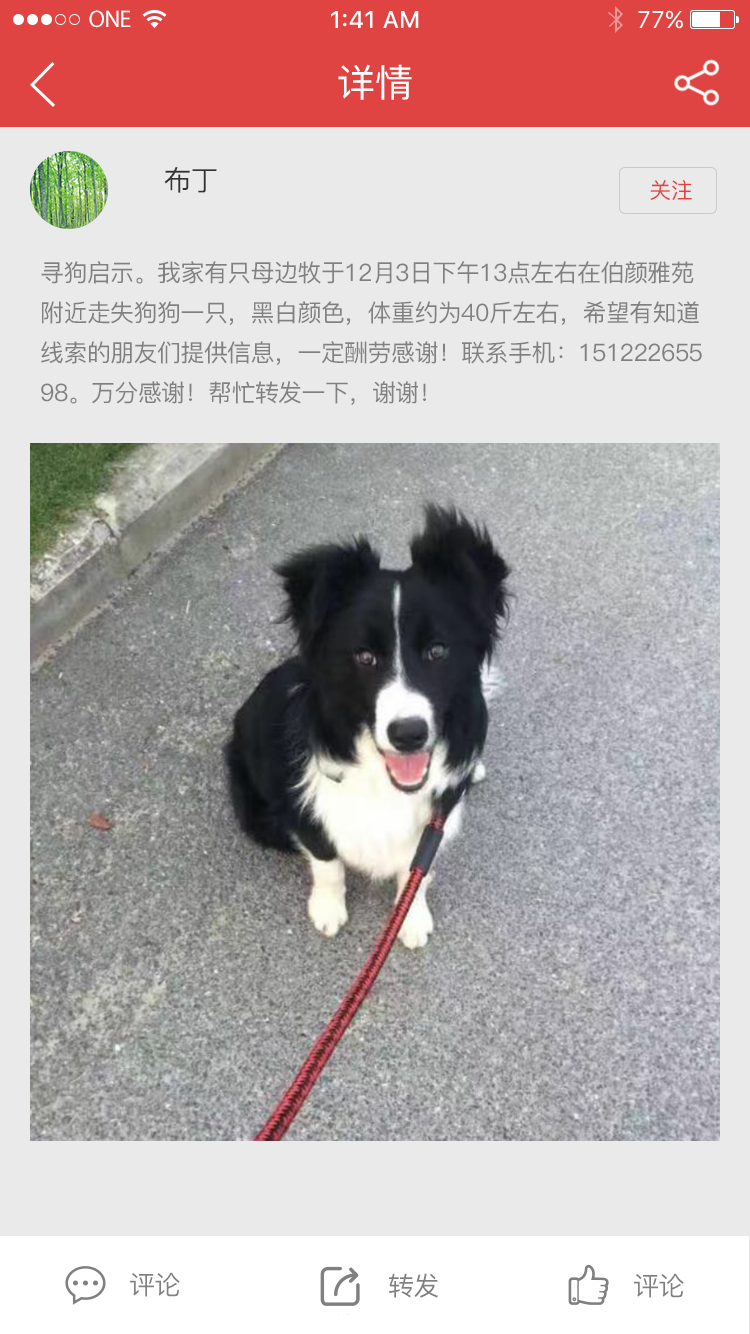 ONE
1:41 AM
77%
详情
布丁
关注
寻狗启示。我家有只母边牧于12月3日下午13点左右在伯颜雅苑
附近走失狗狗一只，黑白颜色，体重约为40斤左右，希望有知道
线索的朋友们提供信息，一定酬劳感谢！联系手机：151222655
98。万分感谢！帮忙转发一下，谢谢！
评论
转发
评论